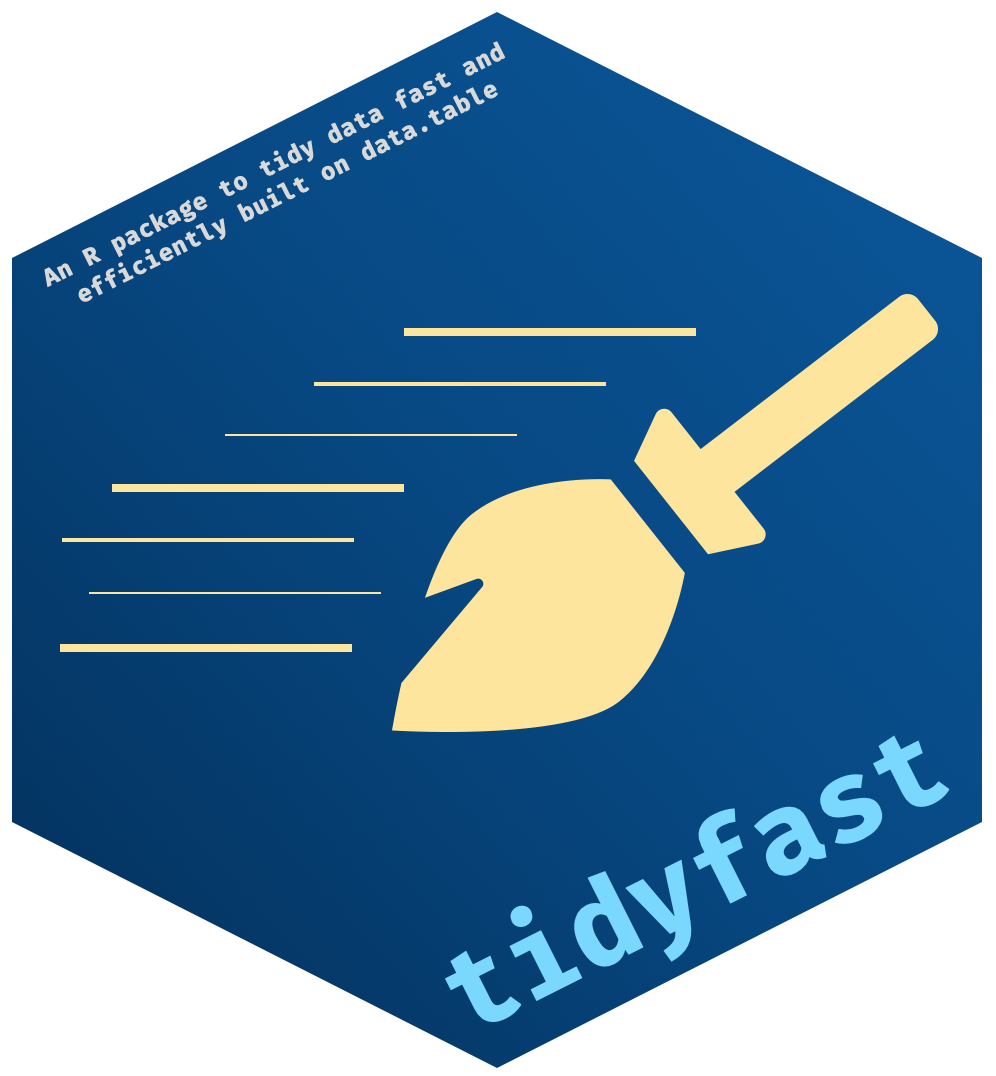 An R package to tidy data fast and
efficiently built on data.table
tidyfast